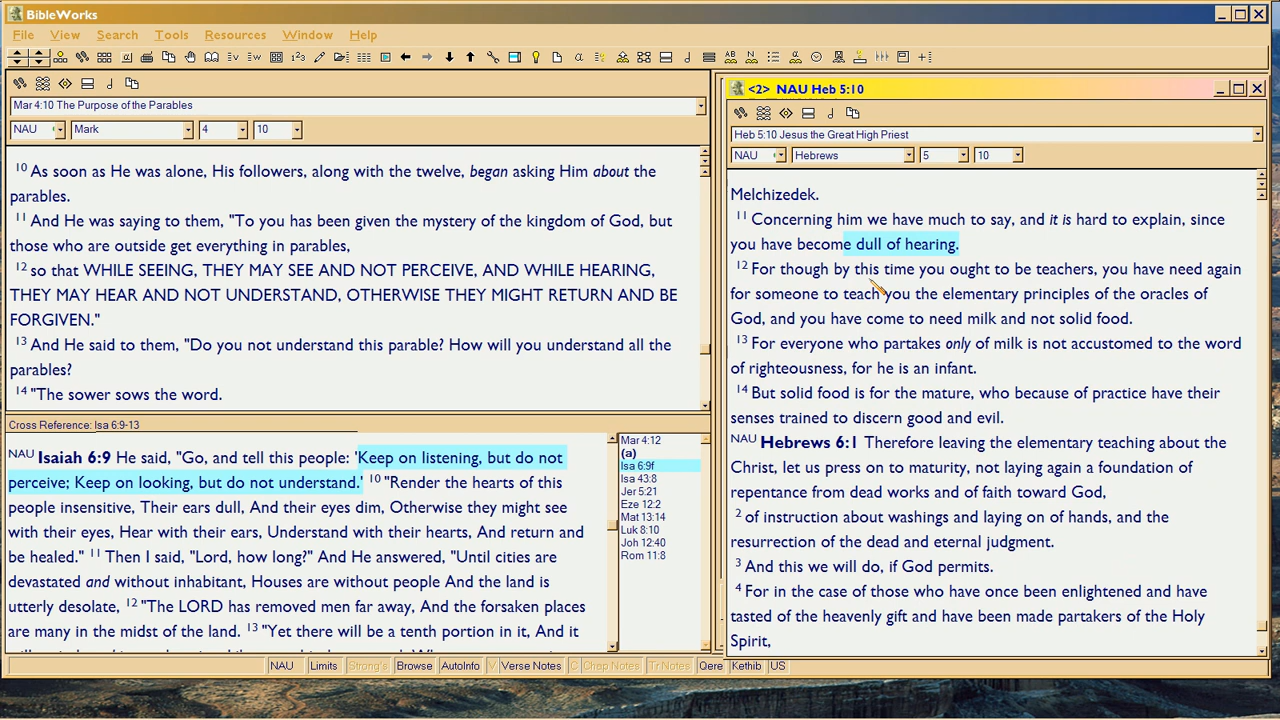 BibleWorks
File View Search Tools Resources Window Help
Mar 4:10 The Purpose of the Parables
NAU Mark 4 10
10 As soon as He was alone, His followers, along with the twelve, began asking Him about the
parables.
11 And He was saying to them, "To you has been given the mystery of the kingdom of God, but
those who are outside get everything in parables,
12 so that WHILE SEEING, THEY MAY SEE AND NOT PERCEIVE, AND WHILE HEARING,
THEY MAY HEAR AND NOT UNDERSTAND, OTHERWISE THEY MIGHT RETURN AND BE
FORGIVEN."
13 And He said to them, "Do you not understand this parable? How will you understand all the
parables?
14 "The sower sows the word.
Cross Reference: Isa 6:9-13
NAU Isaiah 6:9 He said, "Go, and tell this people: 'Keep on listening, but do not
perceive; Keep on looking, but do not understand.' 10 "Render the hearts of this
people insensitive, Their ears dull, And their eyes dim, Otherwise they might see
with their eyes, Hear with their ears, Understand with their hearts, And return and
be healed." 11 Then I said, "Lord, how long?" And He answered, "Until cities are
devastated and without inhabitant, Houses are without people And the land is
utterly desolate, 12 "The LORD has removed men far away, And the forsaken places
are many in the midst of the land. 13 "Yet there will be a tenth portion in it, And it
Mar 4:12
(a)
Isa 6:9f
Isa 43:8
Jer 5:21
Eze 12:2
Mat 13:14
Luk 8:10
Joh 12:40
Rom 11:8
<2> NAU Heb 5:10
Heb 5:10 Jesus the Great High Priest
NAU Hebrews 5 10
Melchizedek.
11 Concerning him we have much to say, and it is hard to explain, since
you have become dull of hearing.
12 For though by this time you ought to be teachers, you have need again
for someone to teach you the elementary principles of the oracles of
God, and you have come to need milk and not solid food.
13 For everyone who partakes only of milk is not accustomed to the word
of righteousness, for he is an infant.
14 But solid food is for the mature, who because of practice have their
senses trained to discern good and evil.
NAU Hebrews 6:1 Therefore leaving the elementary teaching about the
Christ, let us press on to maturity, not laying again a foundation of
repentance from dead works and of faith toward God,
2 of instruction about washings and laying on of hands, and the
resurrection of the dead and eternal judgment.
3 And this we will do, if God permits.
4 For in the case of those who have once been enlightened and have
tasted of the heavenly gift and have been made partakers of the Holy
Spirit,
NAU Limits Strong's Browse AutoInfo V Verse Notes C Chap Notes Tr Notes Qere Kethib US